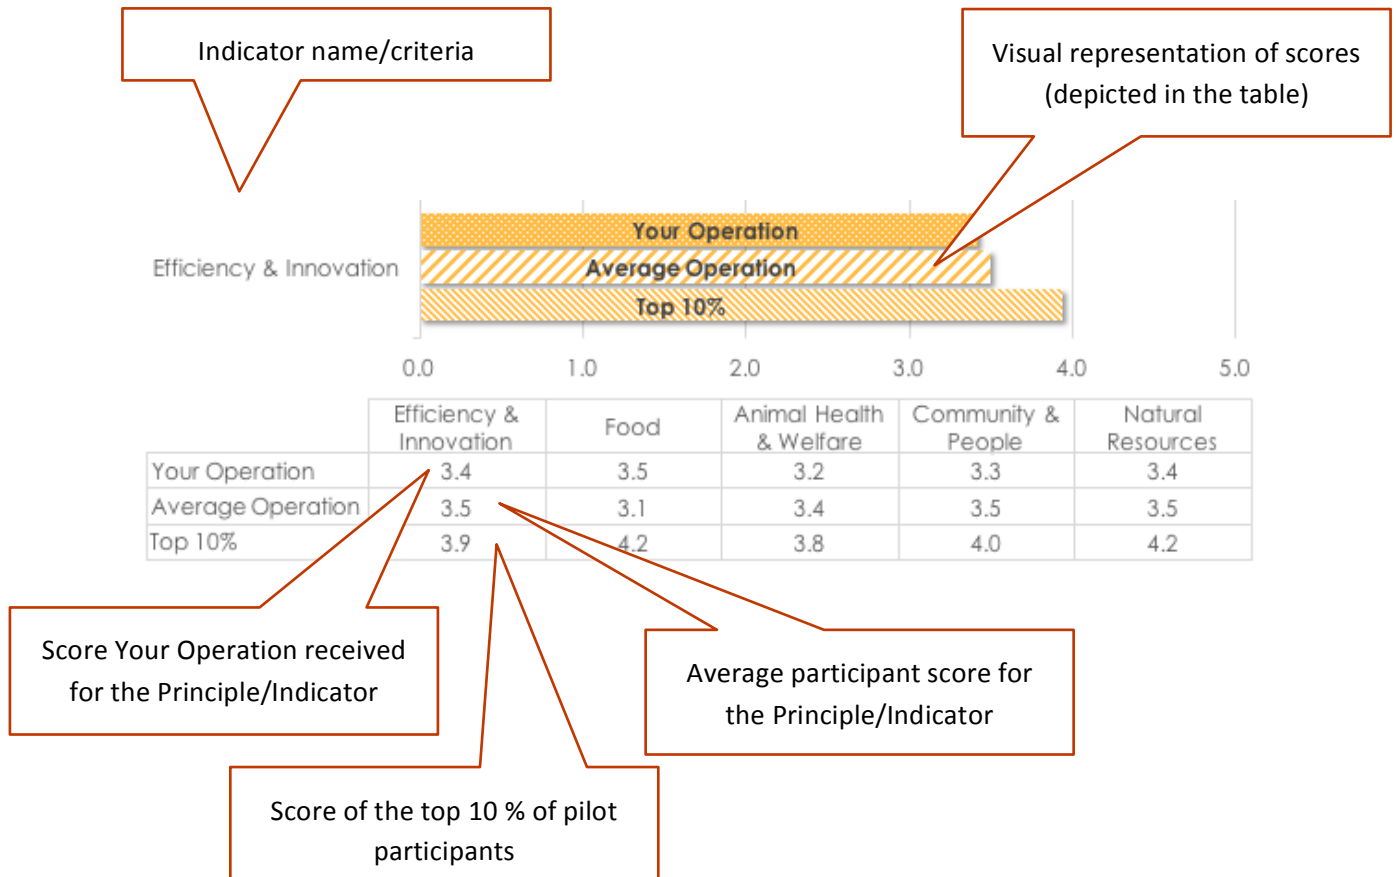 Indicator name/criteria
Visual representation of scores
(depicted in the table)
Your Operation
Efficiency & Innovation
Average Operation
Top 10%
0.0 1.0 2.0 3.0 4.0 5.0
Efficiency &
Innovation
Food
Animal Health
& Welfare
Community &
People
Natural
Resources
Your Operation 3.4 3.5 3.2 3.3 3.4
Average Operation 3.5 3.1 3.4 3.5 3.5
Top 10% 3.9 4.2 3.8 4.0 4.2
Score Your Operation received
for the Principle/Indicator
Average participant score for
the Principle/Indicator
Score of the top 10 % of pilot
participants